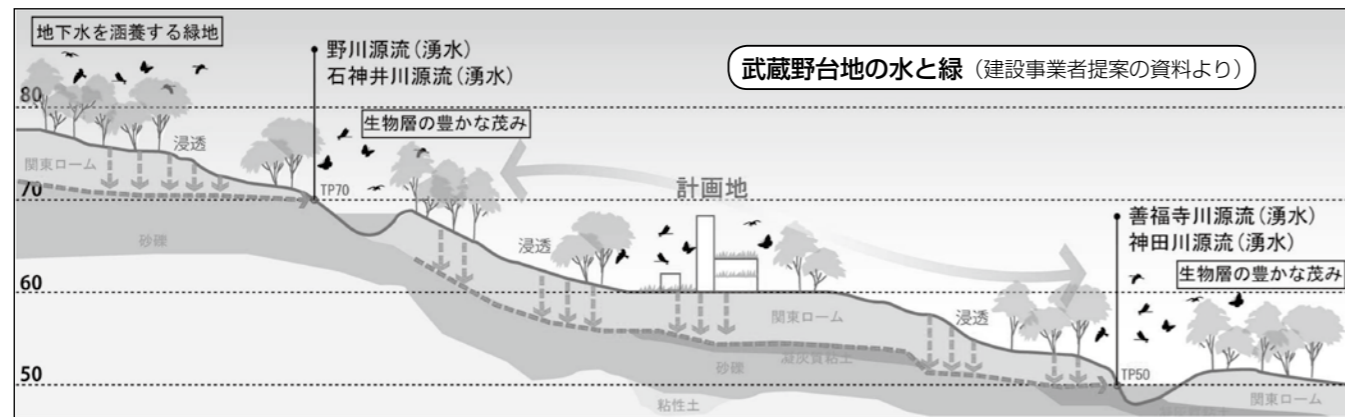 地下水を涵養する緑地
野川源流（湧水）
石神井川源流（湧水）
武蔵野台地の水と緑（建設事業者提案の資料より）
80
生物層の豊かな茂み
浸透
関東ローム
70
TP70
計画地
砂礫
浸透
善福寺川源流（湧水）
神田川源流（湧水）
生物層の豊かな茂み
60
関東ローム
浸透
凝灰質粘土
砂礫
50
TP50
粘性土
関東ローム